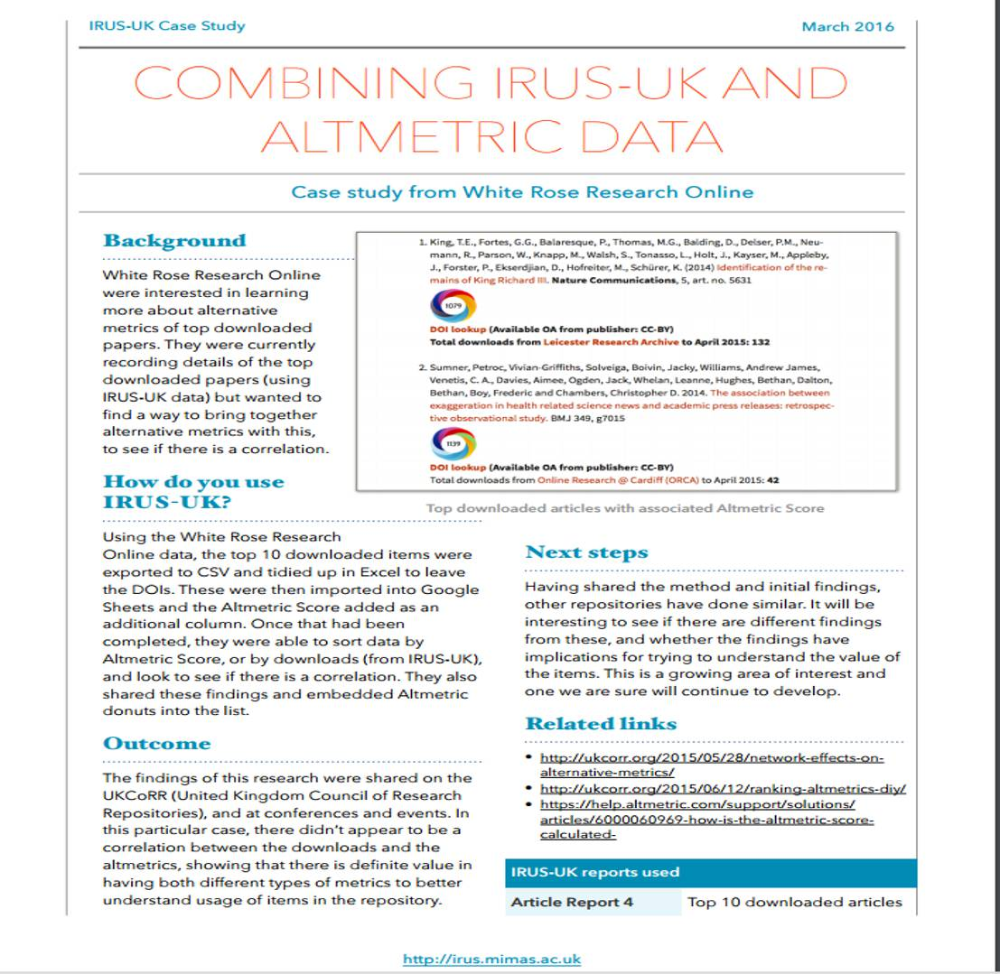 IRUS-UK Case Study
March 2016
COMBINING IRUS-UK AND
ALTMETRIC DATA
Case study from White Rose Research Online
Background
White Rose Research Online
were interested in learning
more about alternative
metrics of top downloaded
papers. They were currently
recording details of the top
downloaded papers (using
IRUS-UK data) but wanted to
find a way to bring together
alternative metrics with this,
to see if there is a correlation.
1. King, T.E., Fortes, G.G., Balaresque, P., Thomas, M.G., Balding, D., Delser, P.M., Neu-
mann, R., Parson, W., Knapp, M., Walsh, S., Tonasso, L., Holt, J., Kayser, M., Appleby,
J., Forster, P., Ekserdjian, D., Hofreiter, M., Schürer, K. (2014) Identification of the re-
mains of King Richard III. Nature Communications, 5, art. no. 5631
1079
DOI lookup (Available OA from publisher: CC-BY)
Total downloads from Leicester Research Archive to April 2015: 132
2. Sumner, Petroc, Vivian-Griffiths, Solveiga, Boivin, Jacky, Williams, Andrew James,
Venetis, C. A., Davies, Aimee, Ogden, Jack, Whelan, Leanne, Hughes, Bethan, Dalton,
Bethan, Boy, Frederic and Chambers, Christopher D. 2014. The association between
exaggeration in health related science news and academic press releases: retrospec-
tive observational study. BMJ 349, g7015
1139
DOI lookup (Available OA from publisher: CC-BY)
Total downloads from Online Research @ Cardiff (ORCA) to April 2015: 42
Top downloaded articles with associated Altmetric Score
How do you use
IRUS-UK?
Using the White Rose Research
Online data, the top 10 downloaded items were
exported to CSV and tidied up in Excel to leave
the DOIs. These were then imported into Google
Sheets and the Altmetric Score added as an
additional column. Once that had been
completed, they were able to sort data by
Altmetric Score, or by downloads (from IRUS-UK),
and look to see if there is a correlation. They also
shared these findings and embedded Altmetric
donuts into the list.
Outcome
The findings of this research were shared on the
UKCoRR (United Kingdom Council of Research
Repositories), and at conferences and events. In
this particular case, there didn't appear to be a
correlation between the downloads and the
altmetrics, showing that there is definite value in
having both different types of metrics to better
understand usage of items in the repository.
Next steps
Having shared the method and initial findings,
other repositories have done similar. It will be
interesting to see if there are different findings
from these, and whether the findings have
implications for trying to understand the value of
the items. This is a growing area of interest and
one we are sure will continue to develop.
Related links
• http://ukcorr.org/2015/05/28/network-effects-on-
alternative-metrics/
• http://ukcorr.org/2015/06/12/ranking-altmetrics-diy/
• https://help.altmetric.com/support/solutions/
articles/6000060969-how-is-the-altmetric-score-
calculated-
IRUS-UK reports used
Article Report 4 Top 10 downloaded articles
http://irus.mimas.ac.uk